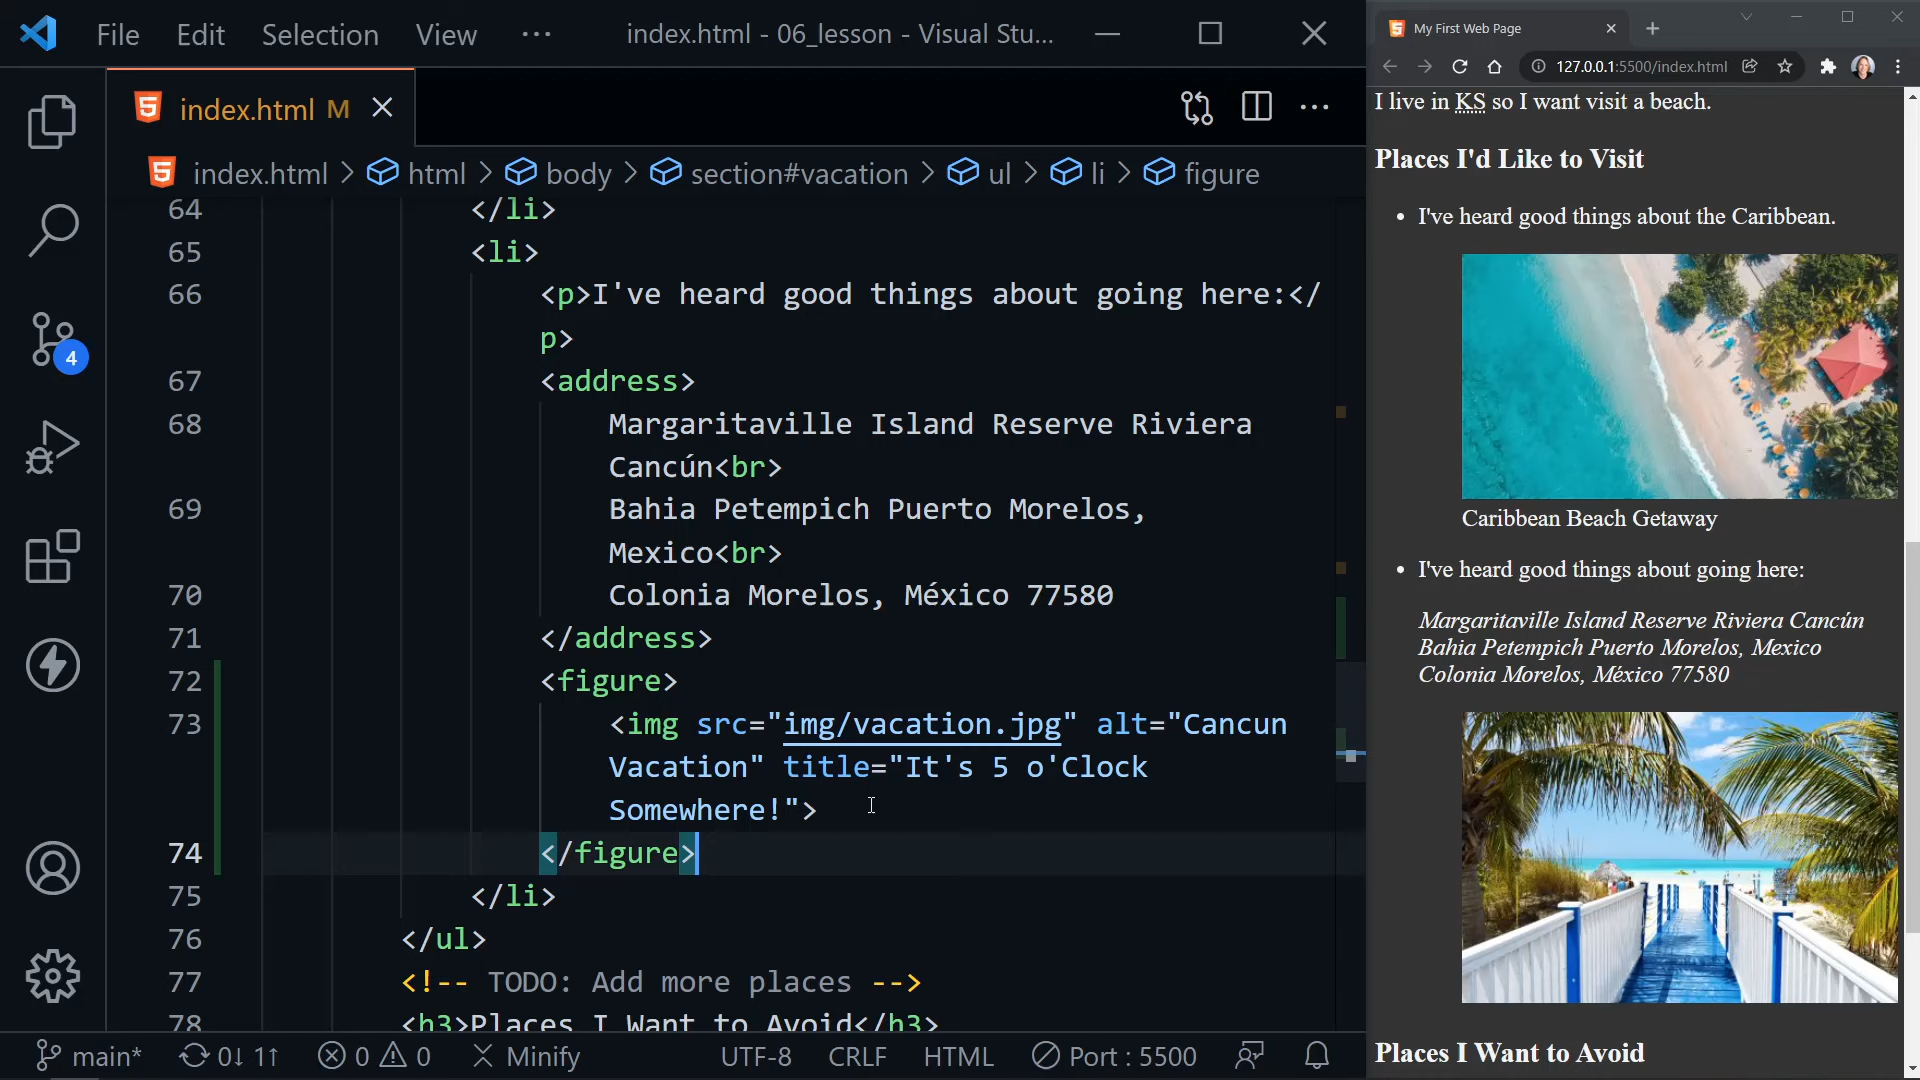 File Edit Selection View ··· index.html - 06_lesson - Visual Stu...
index.html M
index.html > html > body > section#vacation > ul > li > figure
64 </li>
65 <li>
66 <p>I've heard good things about going here:</
p>
67 <address>
68 Margaritaville Island Reserve Riviera
Cancún<br>
69 Bahia Petempich Puerto Morelos,
Mexico<br>
70 Colonia Morelos, México 77580
71 </address>
72 <figure>
73 <img src="img/vacation.jpg" alt="Cancun
Vacation" title="It's 5 o'Clock
Somewhere!">
74 </figure>
75 </li>
76 </ul>
77 <!-- TODO: Add more places -->
78 <h3>Places I Want to Avoid</h3>
4
main* 0↓ 1↑ 0 0 Minify UTF-8 CRLF HTML Port : 5500
My First Web Page
127.0.0.1:5500/index.html
I live in KS so I want visit a beach.
Places I'd Like to Visit
• I've heard good things about the Caribbean.
Caribbean Beach Getaway
• I've heard good things about going here:
Margaritaville Island Reserve Riviera Cancún
Bahia Petempich Puerto Morelos, Mexico
Colonia Morelos, México 77580
Places I Want to Avoid